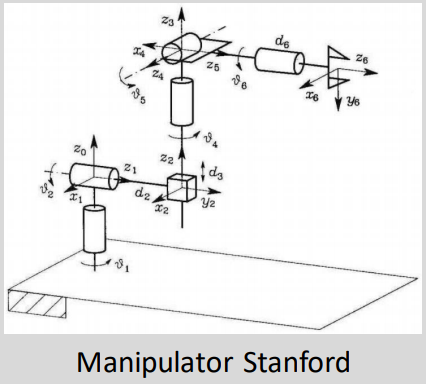 z₃
x₄
z₄
z₅
d₆
z₆
ϑ₅
ϑ₆
x₆
y₆
ϑ₄
z₀
z₂
d₃
z₁
ϑ₂
x₁
d₂
x₂
y₂
ϑ₁
Manipulator Stanford